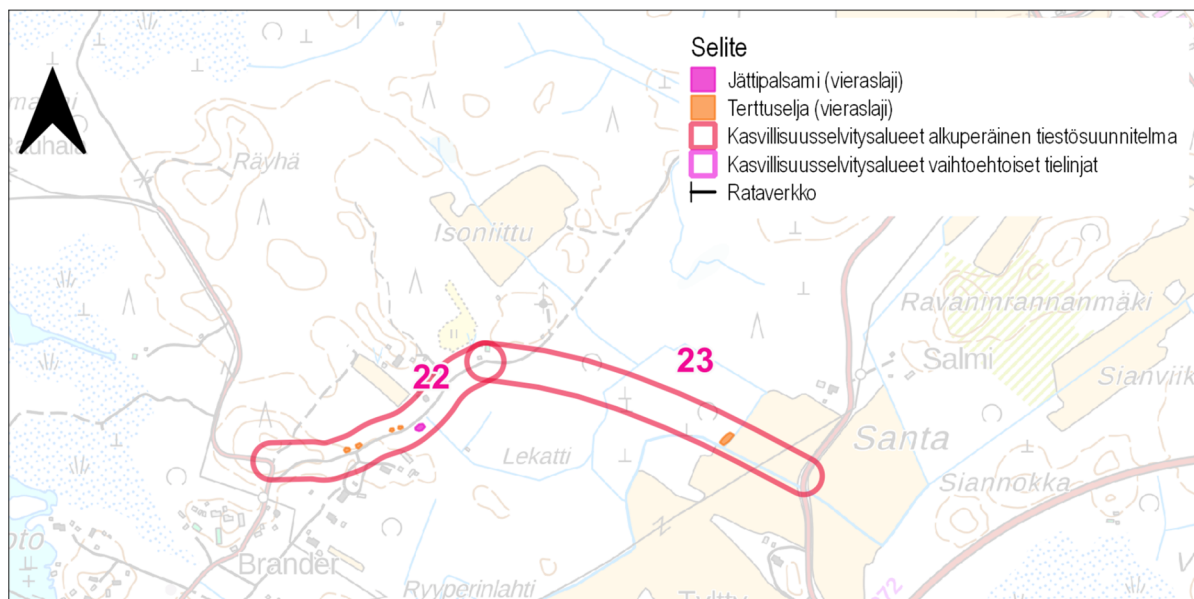 Selite
Jättipalsami (vieraslaji)
Terttuselja (vieraslaji)
Kasvillisuusselvitysalueet alkuperäinen tiestösuunnitelma
Kasvillisuusselvitysalueet vaihtoehtoiset tielinjat
Rataverkko
Räyhä
Isoniittu
Ravaninrannanmäki
Salmi
Sianviik
22
23
Santa
Lekatti
Siannokka
Brander
Ryyperinlahti